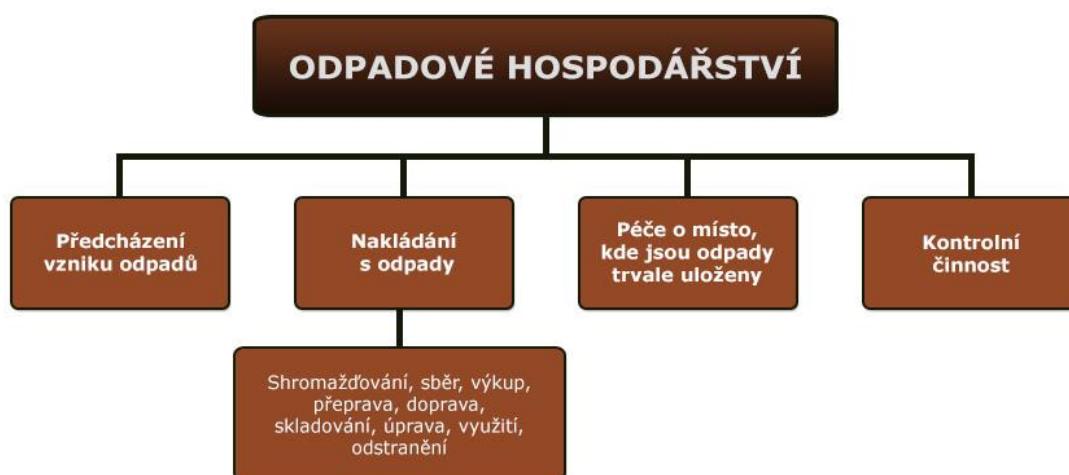 ODPADOVÉ HOSPODÁŘSTVÍ
Předcházení
vzniku odpadů
Nakládání
s odpady
Péče o místo,
kde jsou odpady
trvale uloženy
Kontrolní
činnost
Shromažďování, sběr, výkup,
přeprava, doprava,
skladování, úprava, využití,
odstranění